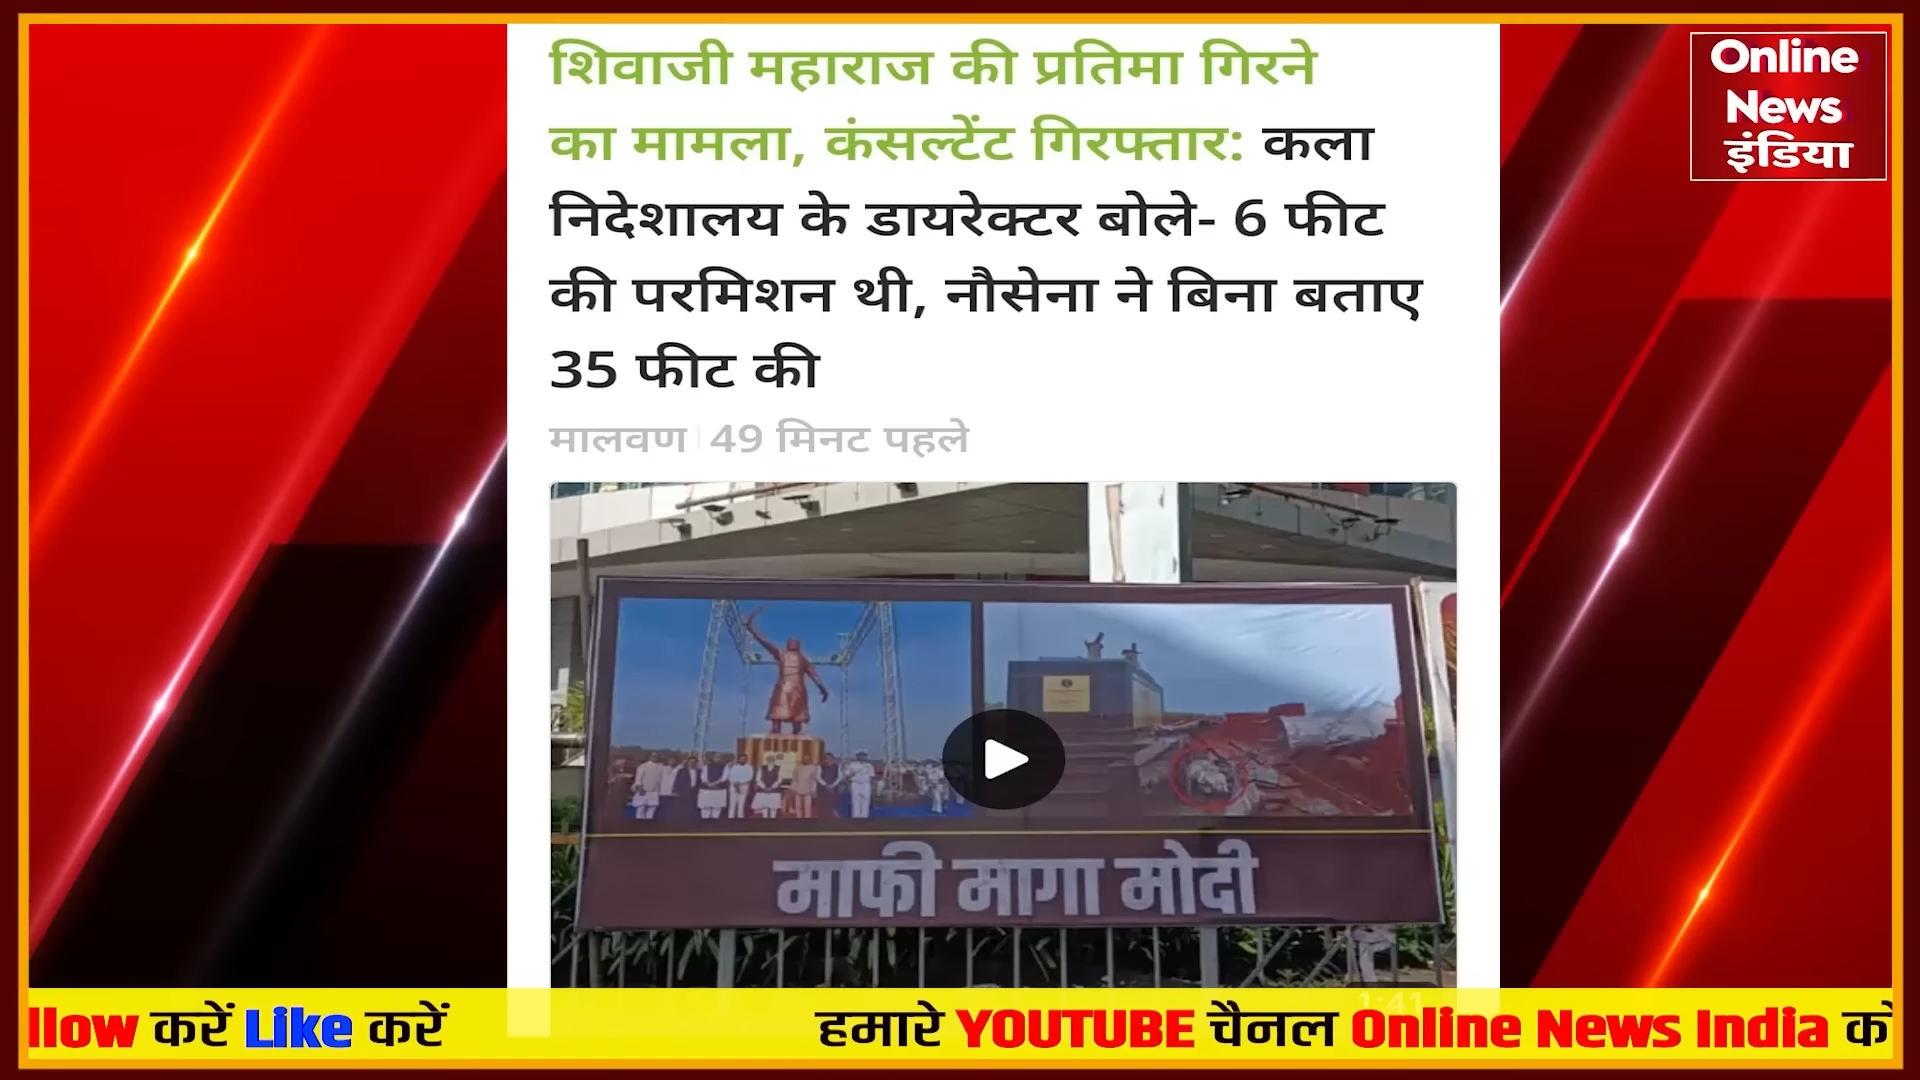 शिवाजी महाराज की प्रतिमा गिरने
का मामला, कंसल्टेंट गिरफ्तार: कला
निदेशालय के डायरेक्टर बोले- 6 फीट
की परमिशन थी, नौसेना ने बिना बताए
35 फीट की
मालवण 49 मिनट पहले
Online
News
इंडिया
माफी मागा मोदी
1:41
llow करें Like करें हमारे YOUTUBE चैनल Online News India को